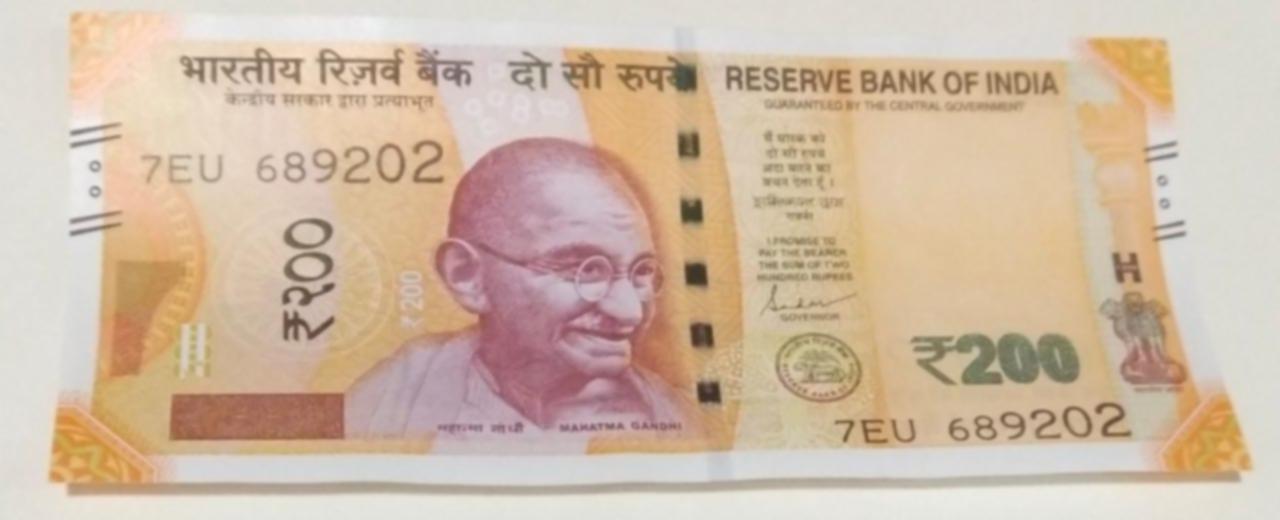 भारतीय रिज़र्व बैंक दो सौ रुपये
केन्द्रीय सरकार द्वारा प्रत्याभूत
7EU 689202
₹२००
₹200
महात्मा गांधी MAHATMA GANDHI
RESERVE BANK OF INDIA
GUARANTEED BY THE CENTRAL GOVERNMENT
मैं धारक को
दो सौ रुपये
अदा करने का
वचन देता हूँ।
I PROMISE TO
PAY THE BEARER
THE SUM OF TWO
HUNDRED RUPEES
GOVERNOR
₹200
7EU 689202